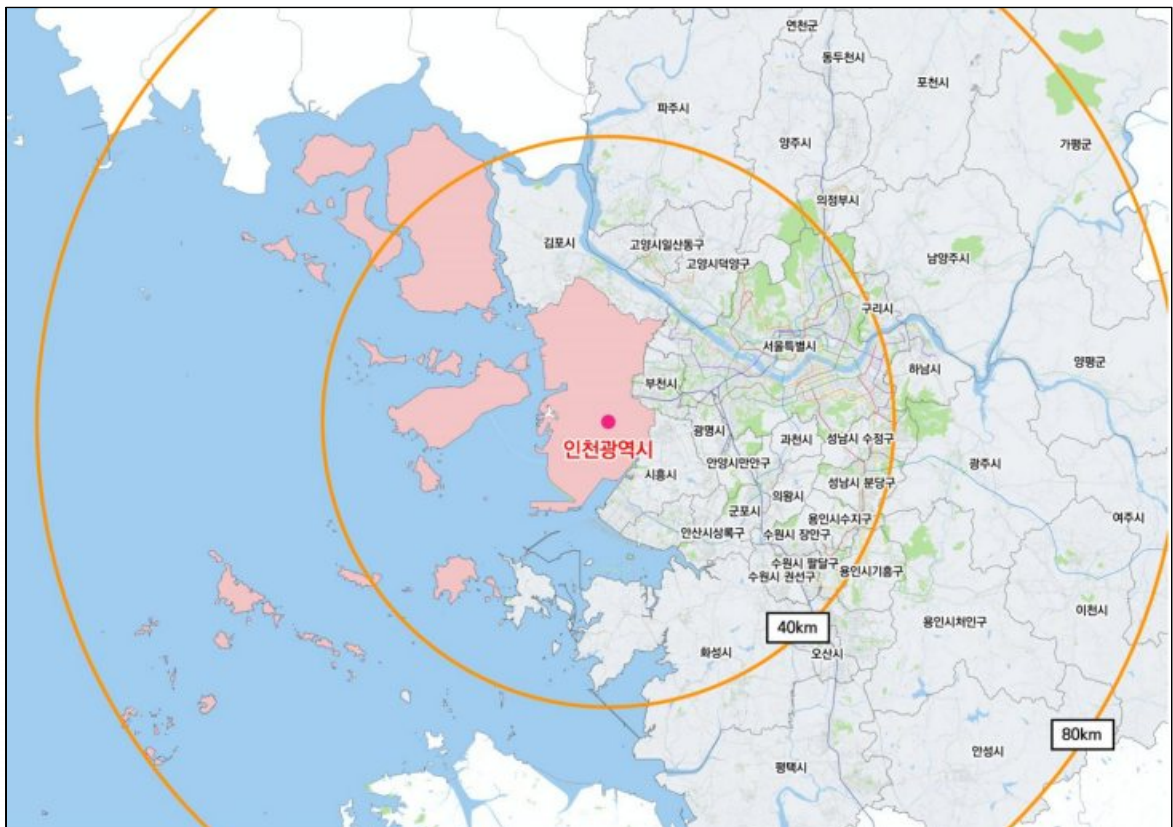 연천군
동두천시
포천시
파주시
가평군
양주시
의정부시
김포시
고양시일산동구
고양시덕양구
남양주시
구리시
서울특별시
양평군
하남시
부천시
광명시
과천시
성남시 수정구
인천광역시
안양시만안구
시흥시
광주시
성남시 분당구
의왕시
군포시
용인시수지구
여주시
안산시상록구
수원시 장안구
수원시 팔달구
용인시기흥구
수원시 권선구
이천시
용인시처인구
40km
화성시
오산시
80km
안성시
평택시